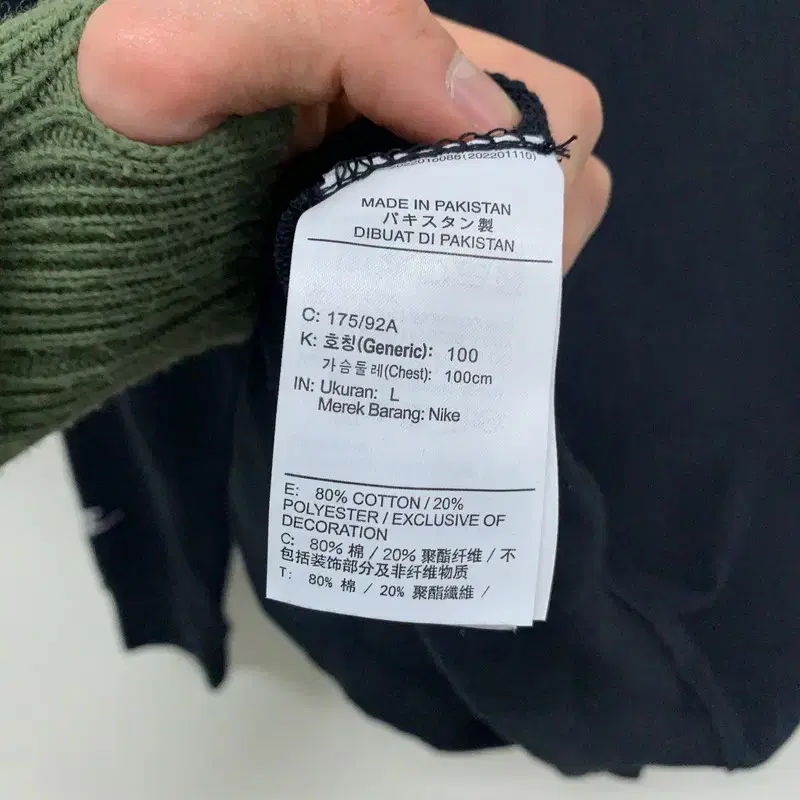 (202201110)
MADE IN PAKISTAN
パキスタン製
DIBUAT DI PAKISTAN
C: 175/92A
K: 호칭(Generic): 100
가슴둘레(Chest): 100cm
IN: Ukuran: L
Merek Barang: Nike
E: 80% COTTON / 20%
POLYESTER / EXCLUSIVE OF
DECORATION
C: 80% 棉 / 20% 聚酯纤维 / 不
包括装饰部分及非纤维物质
T: 80% 棉 / 20% 聚酯纖維 /